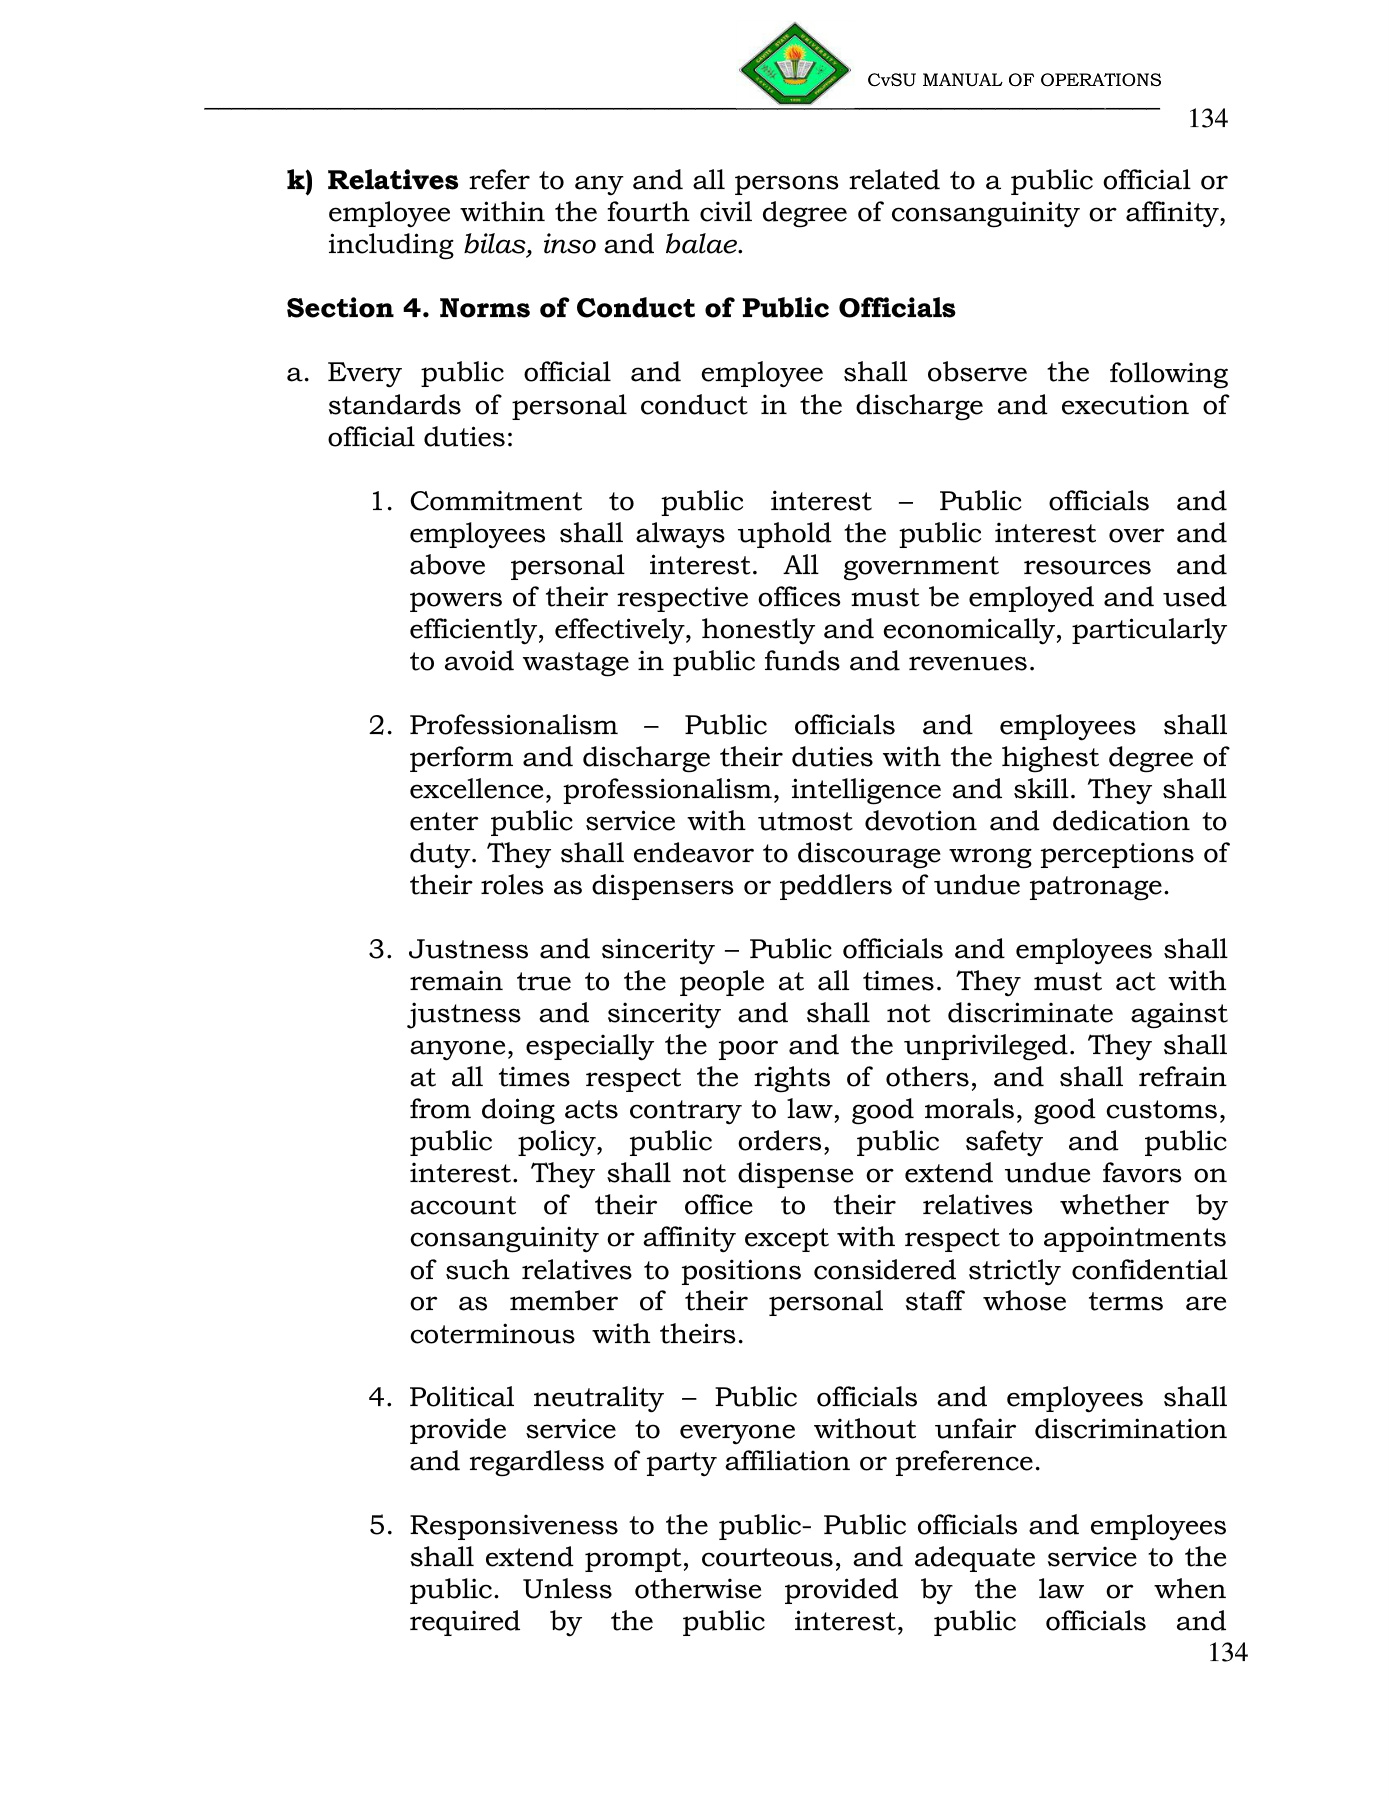 CvSU MANUAL OF OPERATIONS
134
k) Relatives refer to any and all persons related to a public official or
employee within the fourth civil degree of consanguinity or affinity,
including bilas, inso and balae.
Section 4. Norms of Conduct of Public Officials
a. Every public official and employee shall observe the following
standards of personal conduct in the discharge and execution of
official duties:
1. Commitment to public interest – Public officials and
employees shall always uphold the public interest over and
above personal interest. All government resources and
powers of their respective offices must be employed and used
efficiently, effectively, honestly and economically, particularly
to avoid wastage in public funds and revenues.
2. Professionalism – Public officials and employees shall
perform and discharge their duties with the highest degree of
excellence, professionalism, intelligence and skill. They shall
enter public service with utmost devotion and dedication to
duty. They shall endeavor to discourage wrong perceptions of
their roles as dispensers or peddlers of undue patronage.
3. Justness and sincerity – Public officials and employees shall
remain true to the people at all times. They must act with
justness and sincerity and shall not discriminate against
anyone, especially the poor and the unprivileged. They shall
at all times respect the rights of others, and shall refrain
from doing acts contrary to law, good morals, good customs,
public policy, public orders, public safety and public
interest. They shall not dispense or extend undue favors on
account of their office to their relatives whether by
consanguinity or affinity except with respect to appointments
of such relatives to positions considered strictly confidential
or as member of their personal staff whose terms are
coterminous with theirs.
4. Political neutrality – Public officials and employees shall
provide service to everyone without unfair discrimination
and regardless of party affiliation or preference.
5. Responsiveness to the public- Public officials and employees
shall extend prompt, courteous, and adequate service to the
public. Unless otherwise provided by the law or when
required by the public interest, public officials and
134